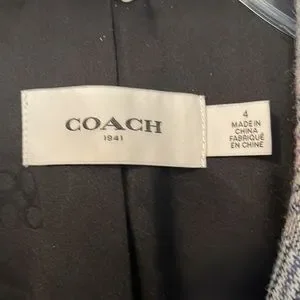 COACH
1941
4
MADE IN
CHINA
FABRIQUÉ
EN CHINE